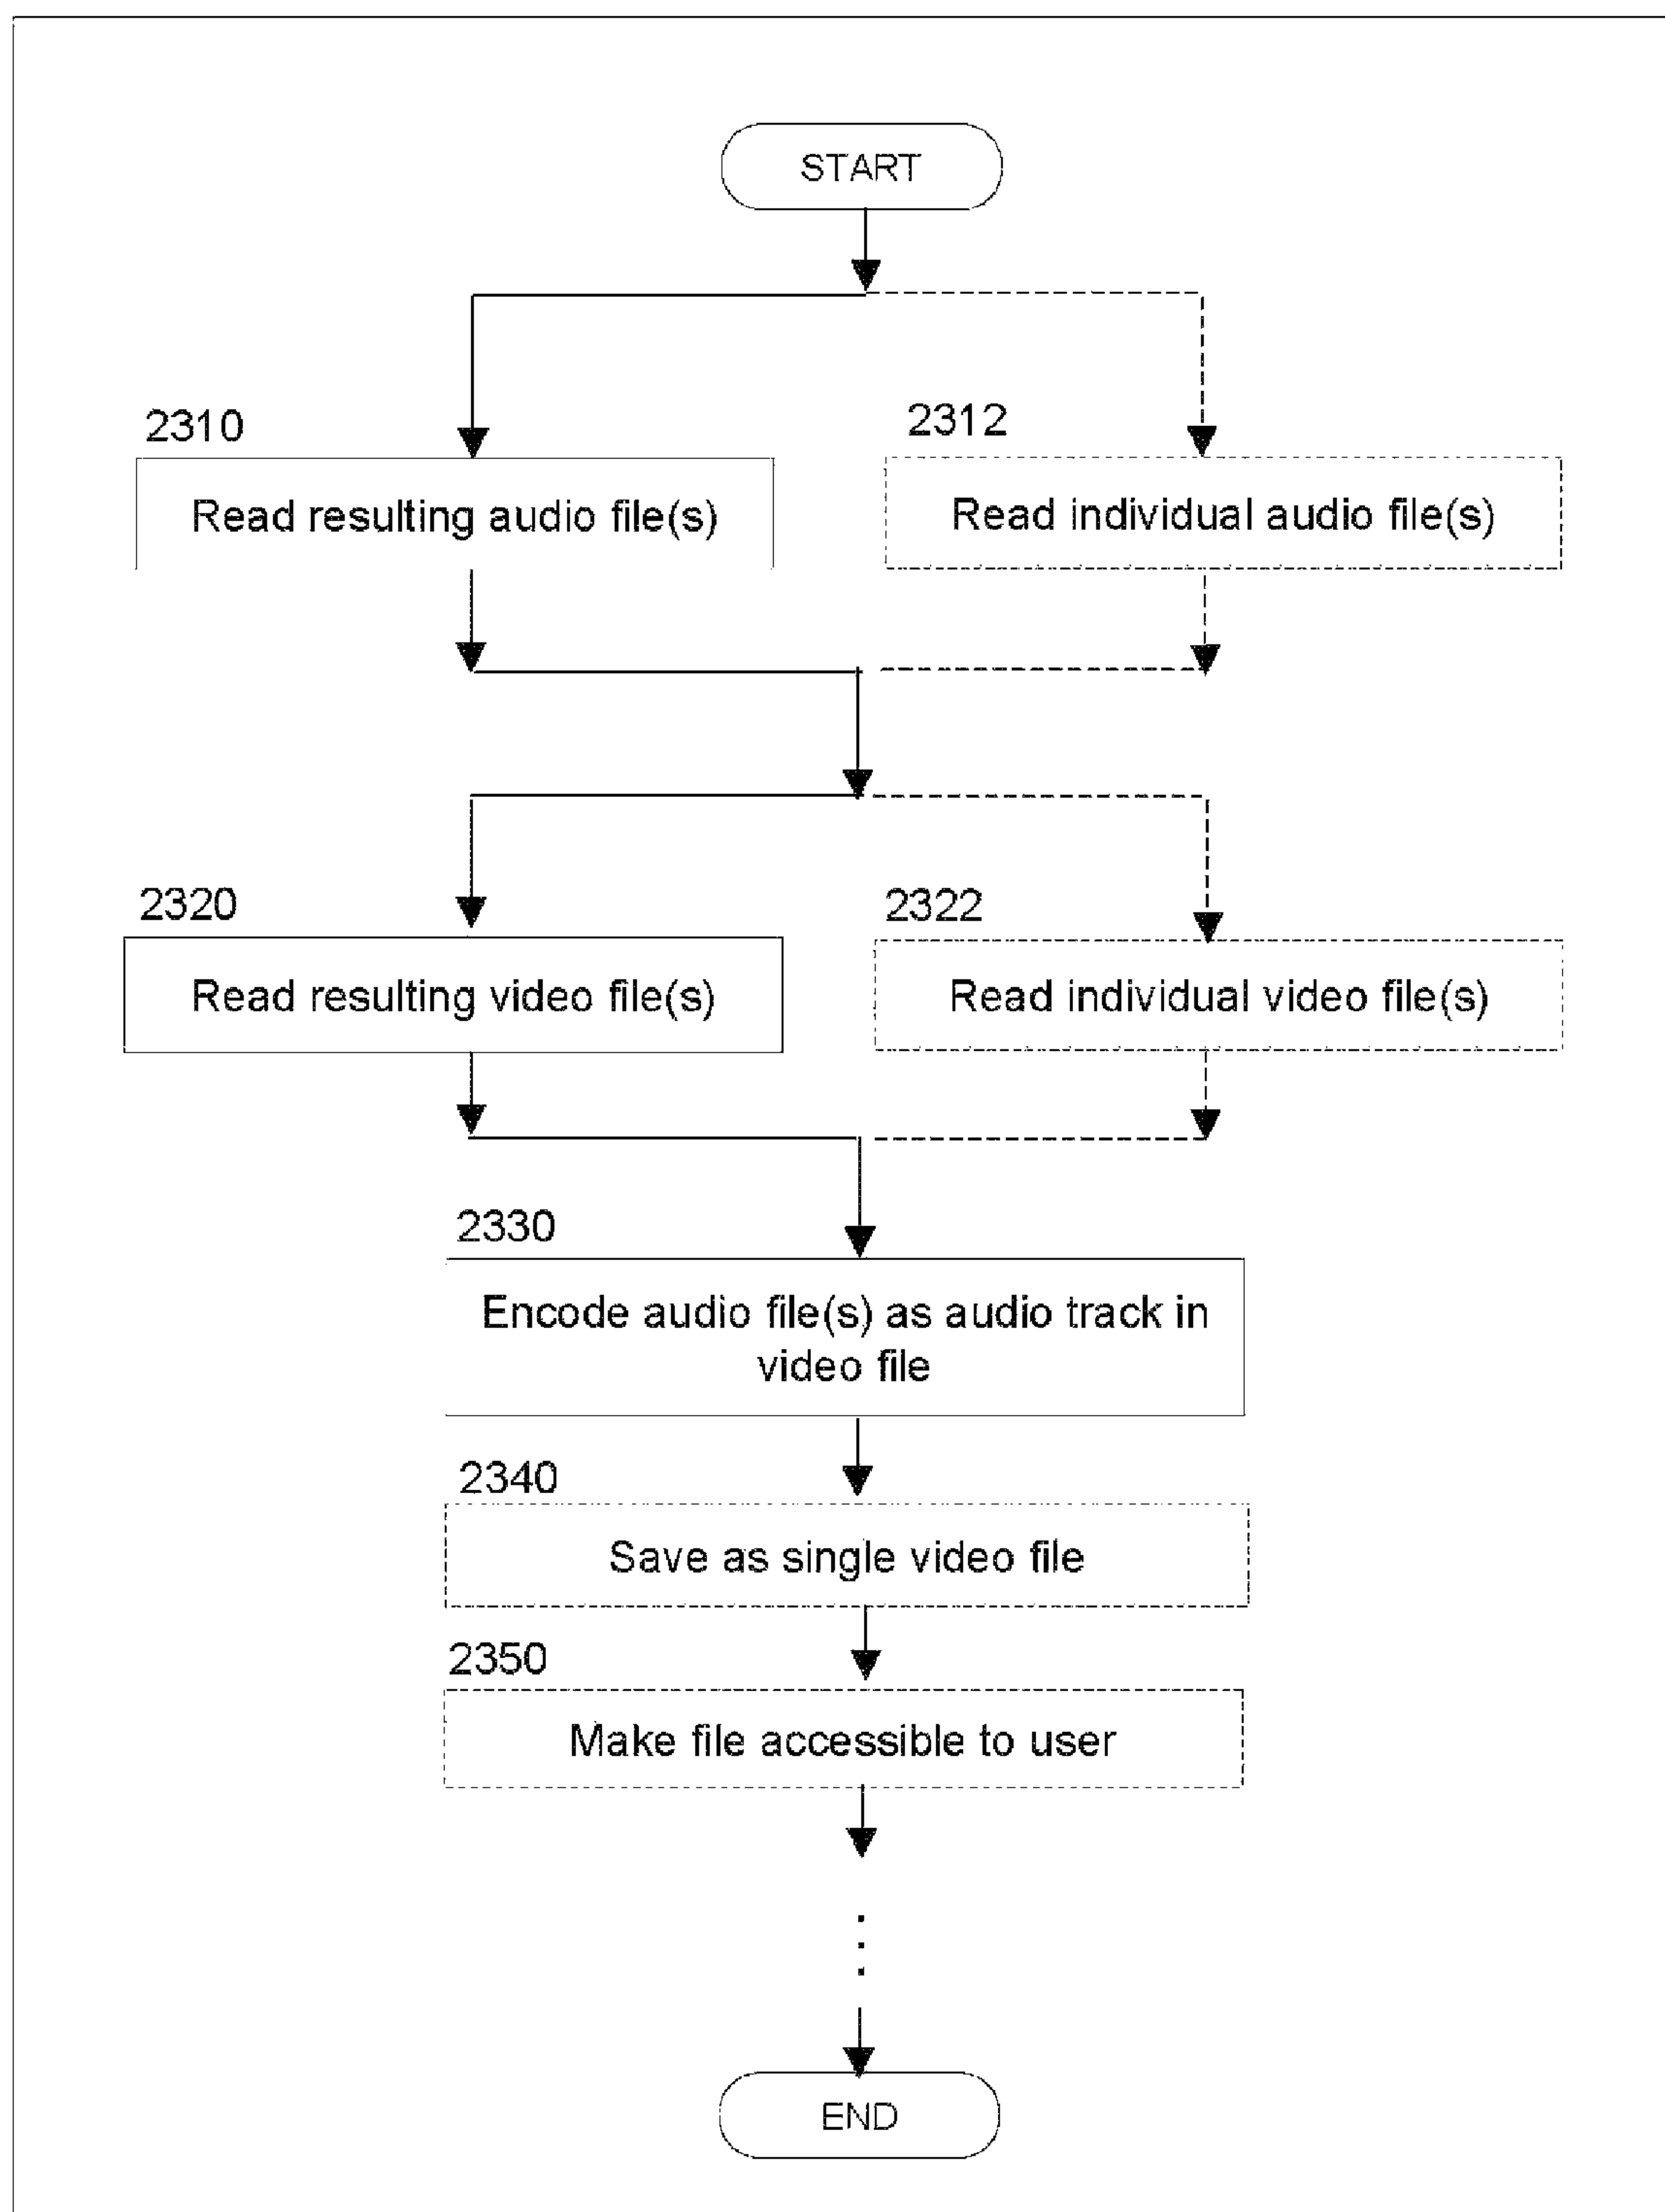 START
2310
2312
Read resulting audio file(s)
Read individual audio file(s)
2320
2322
Read resulting video file(s)
Read individual video file(s)
2330
Encode audio file(s) as audio track in
video file
2340
Save as single video file
2350
Make file accessible to user
END